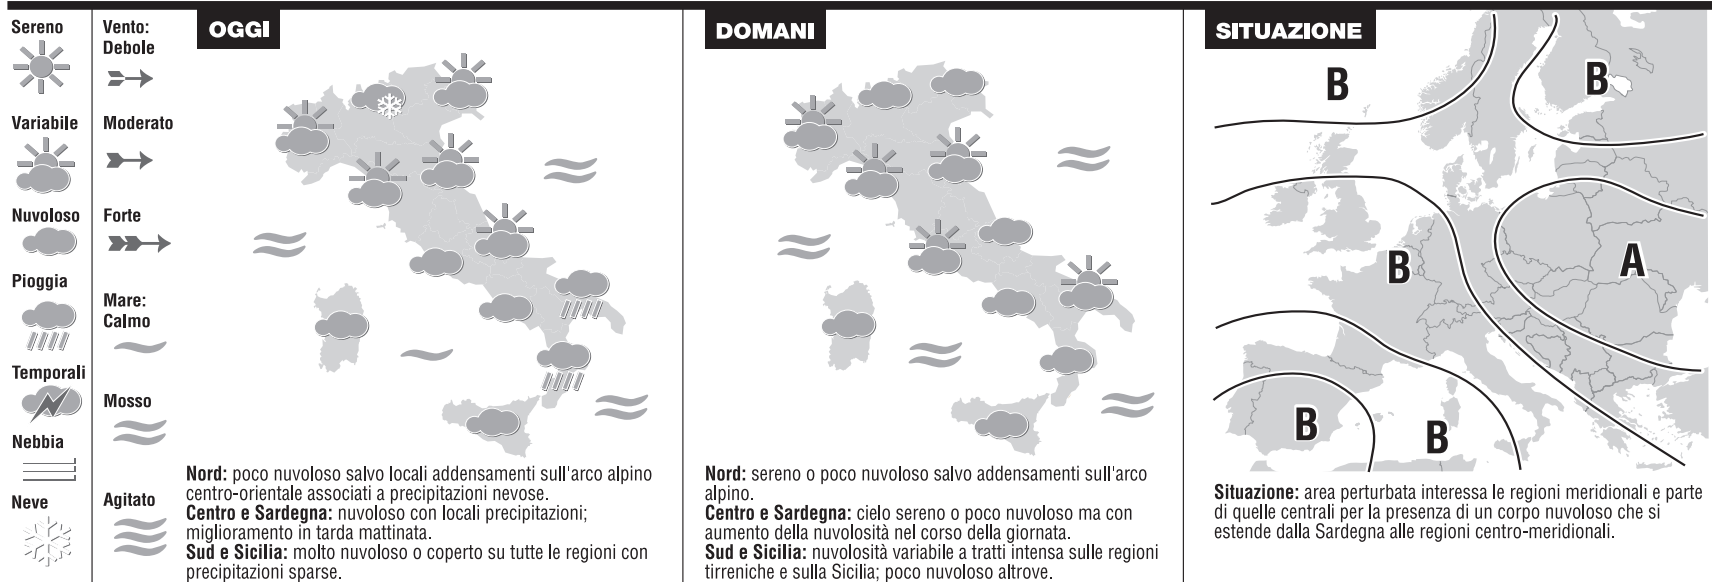 Sereno
Variabile
Nuvoloso
Pioggia
Temporali
Nebbia
Neve
Vento:
Debole
Moderato
Forte
Mare:
Calmo
Mosso
Agitato
OGGI
Nord: poco nuvoloso salvo locali addensamenti sull'arco alpino
centro-orientale associati a precipitazioni nevose.
Centro e Sardegna: nuvoloso con locali precipitazioni;
miglioramento in tarda mattinata.
Sud e Sicilia: molto nuvoloso o coperto su tutte le regioni con
precipitazioni sparse.
DOMANI
Nord: sereno o poco nuvoloso salvo addensamenti sull'arco
alpino.
Centro e Sardegna: cielo sereno o poco nuvoloso ma con
aumento della nuvolosità nel corso della giornata.
Sud e Sicilia: nuvolosità variabile a tratti intensa sulle regioni
tirreniche e sulla Sicilia; poco nuvoloso altrove.
SITUAZIONE
B
B
B
A
B
B
Situazione: area perturbata interessa le regioni meridionali e parte
di quelle centrali per la presenza di un corpo nuvoloso che si
estende dalla Sardegna alle regioni centro-meridionali.